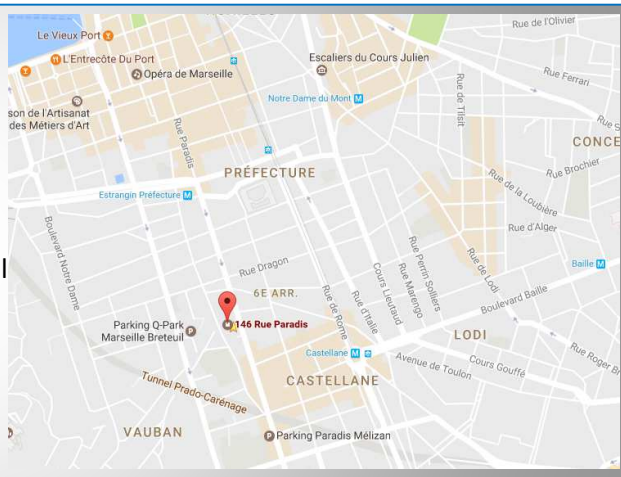 Rue de l'Olivier
Le Vieux Port
L'Entrecôte Du Port
Opéra de Marseille
Escaliers du Cours Julien
Rue Ferrari
Notre Dame du Mont M
son de l'Artisanat
des Métiers d'Art
Rue Paradis
Rue de Tilsit
CONCE
PRÉFECTURE
Rue Brochier
Estrangin Préfecture M
Rue de la Loubière
Rue d'Alger
Boulevard Notre Dame
l
Rue Dragon
Rue Perrin Solliers
Rue de Lodi
Baille M
6E ARR.
Cours Lieutaud
Rue Marengo
Rue de Rome
Rue d'Italie
Boulevard Baille
146 Rue Paradis
Parking Q-Park
Marseille Breteuil
P
LODI
Castellane M
Avenue de Toulon
Cours Gouffé
Rue Roger
Tunnel Prado-Carénage
CASTELLANE
VAUBAN
P Parking Paradis Mélizan